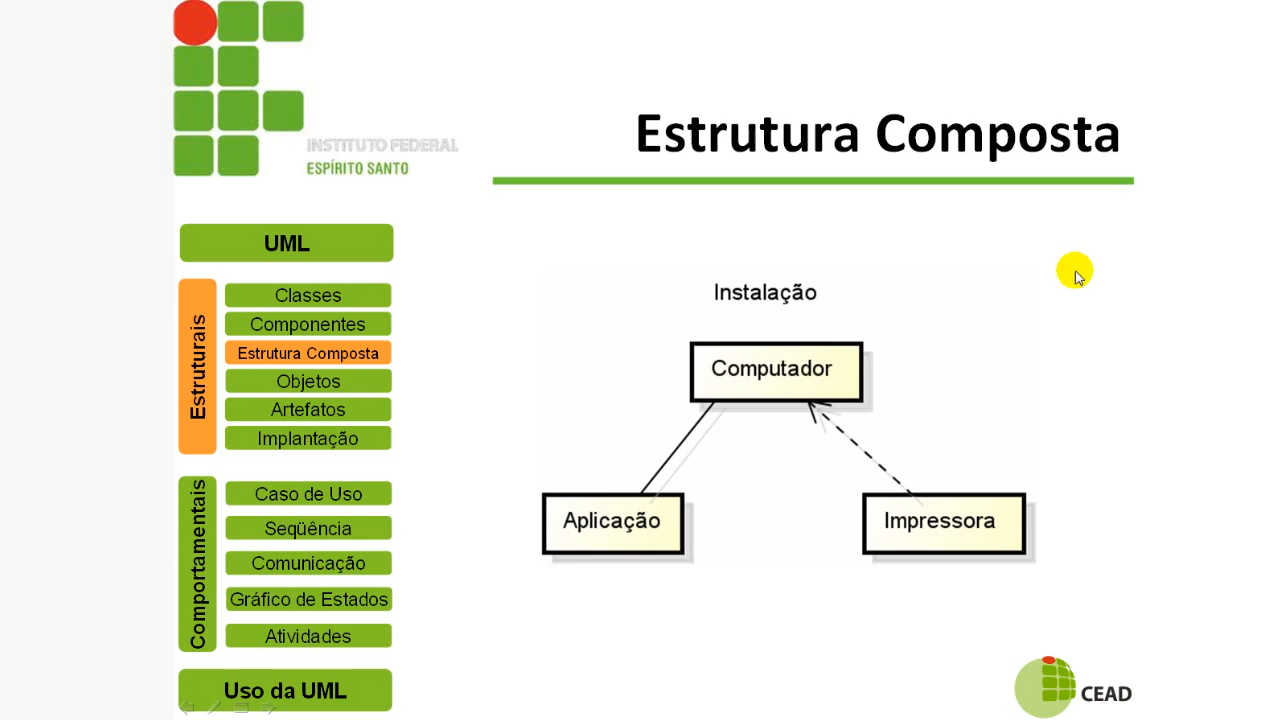 INSTITUTO FEDERAL
ESPÍRITO SANTO
Estrutura Composta
UML
Estruturais
Classes
Componentes
Estrutura Composta
Objetos
Artefatos
Implantação
Comportamentais
Caso de Uso
Seqüência
Comunicação
Gráfico de Estados
Atividades
Uso da UML
Instalação
Computador
Aplicação
Impressora
CEAD